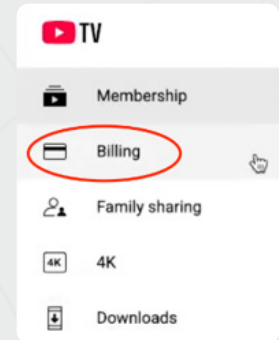 TV
Membership
Billing
Family sharing
4K 4K
Downloads